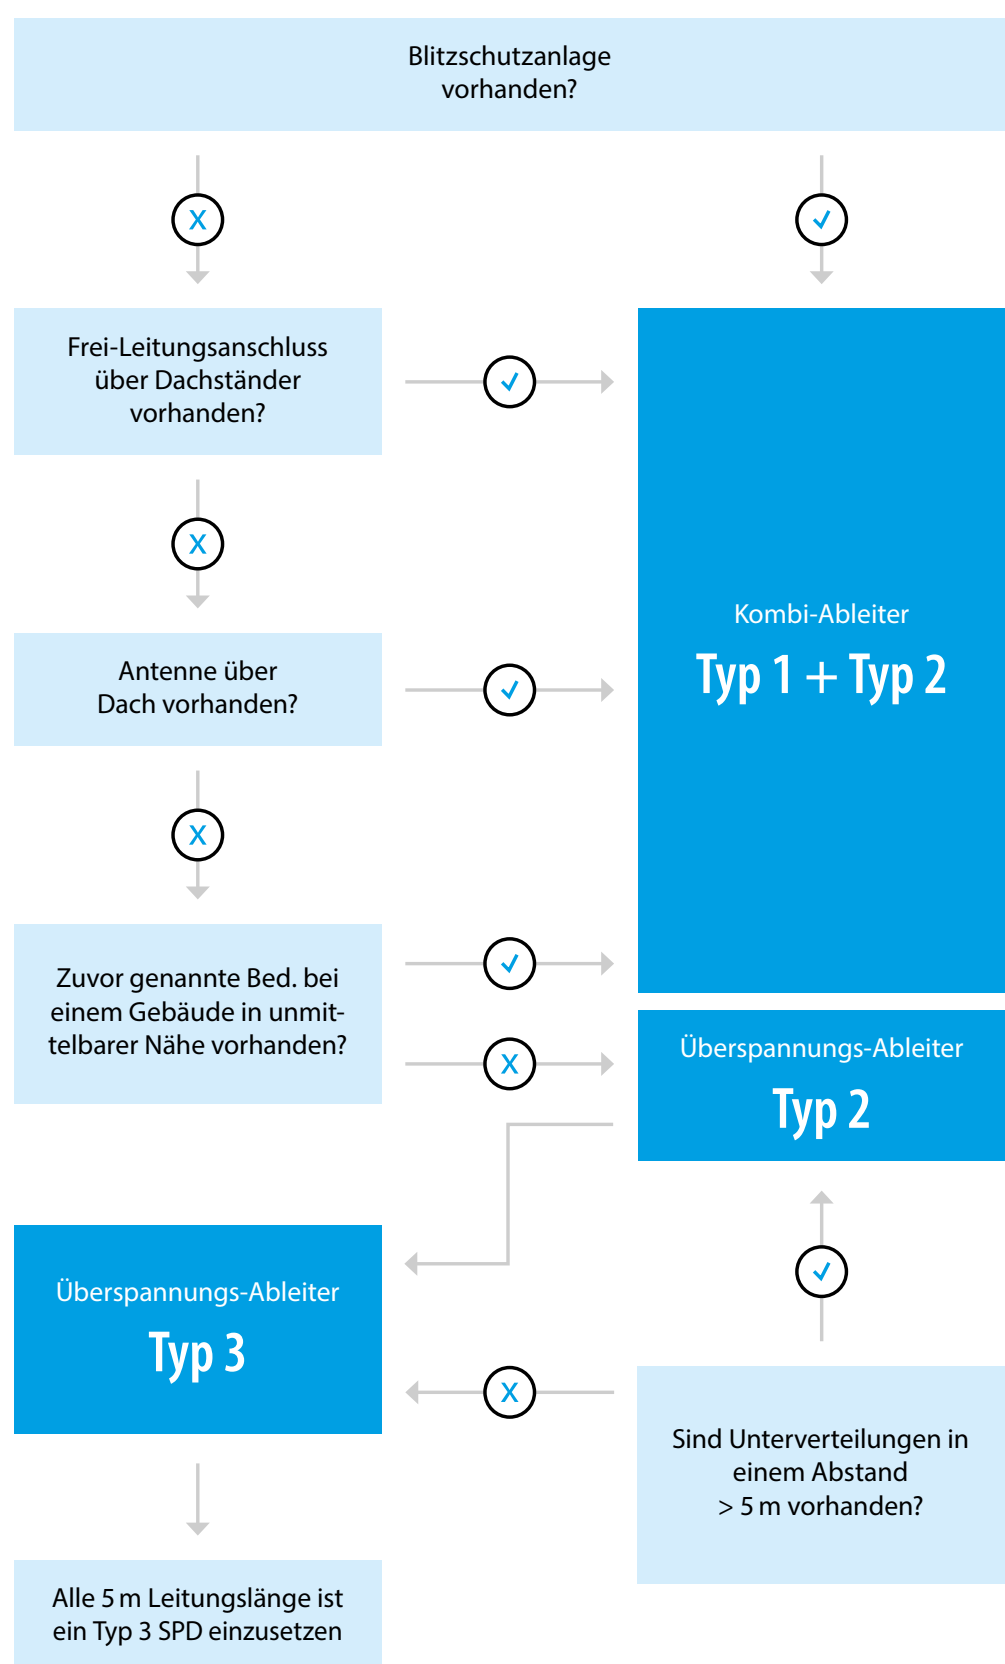 Blitzschutzanlage
vorhanden?
X
✓
Frei-Leitungsanschluss
über Dachständer
vorhanden?
✓
X
Antenne über
Dach vorhanden?
✓
Kombi-Ableiter
Typ 1 + Typ 2
X
Zuvor genannte Bed. bei
einem Gebäude in unmit-
telbarer Nähe vorhanden?
✓
X
Überspannungs-Ableiter
Typ 2
✓
Überspannungs-Ableiter
Typ 3
X
Sind Unterverteilungen in
einem Abstand
> 5 m vorhanden?
Alle 5 m Leitungslänge ist
ein Typ 3 SPD einzusetzen